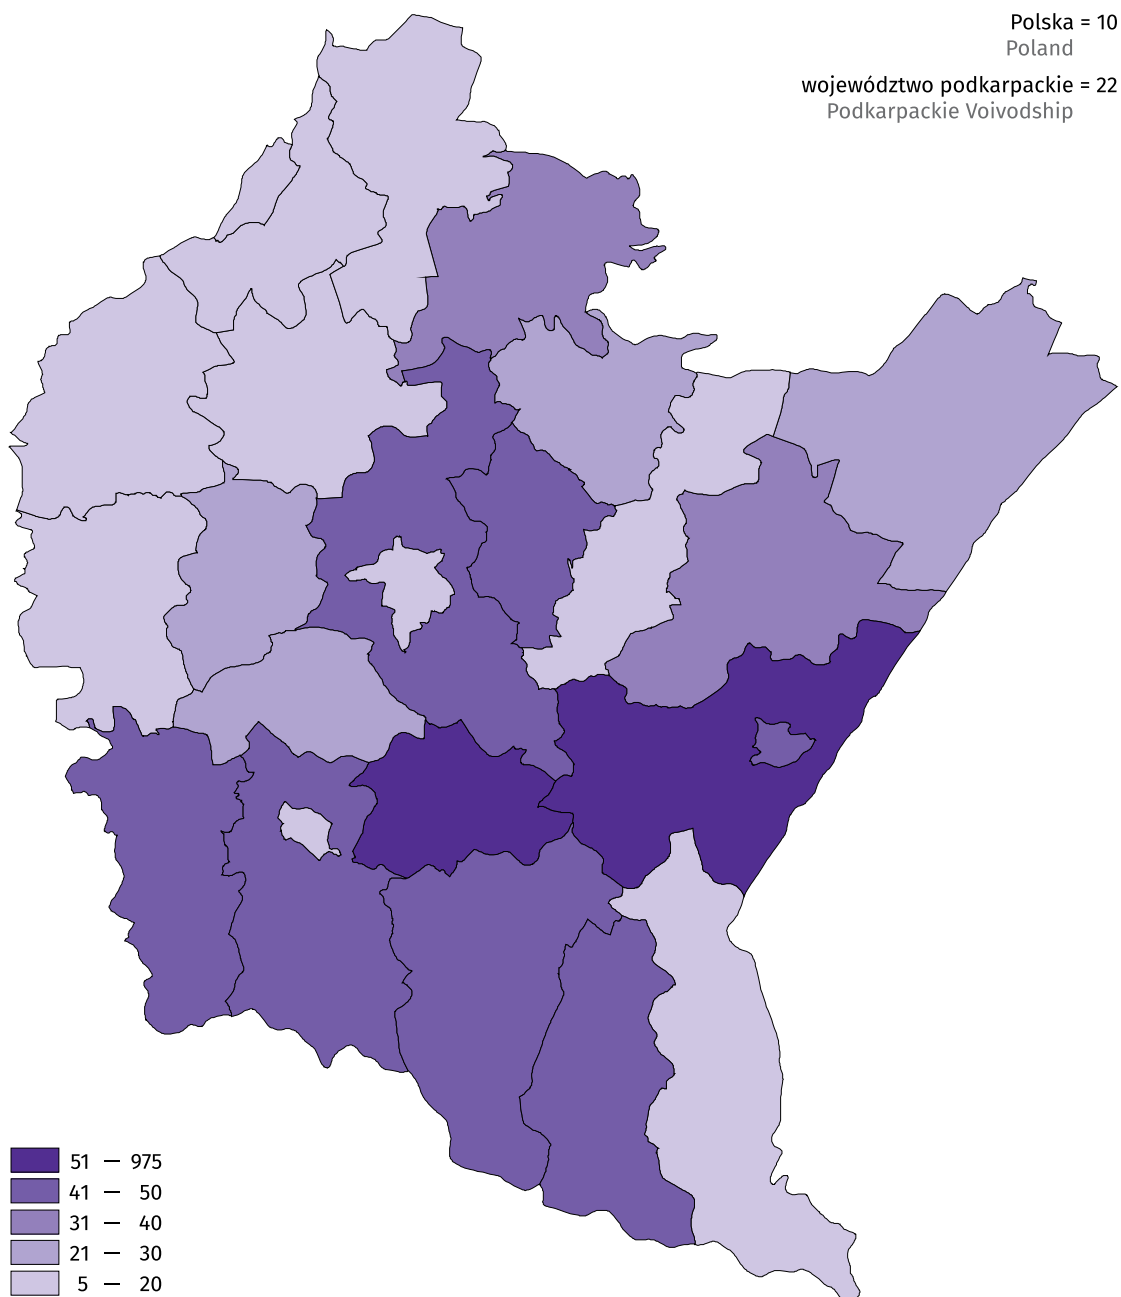 Polska = 10
Poland
województwo podkarpackie = 22
Podkarpackie Voivodship
51 – 975
41 – 50
31 – 40
21 – 30
5 – 20